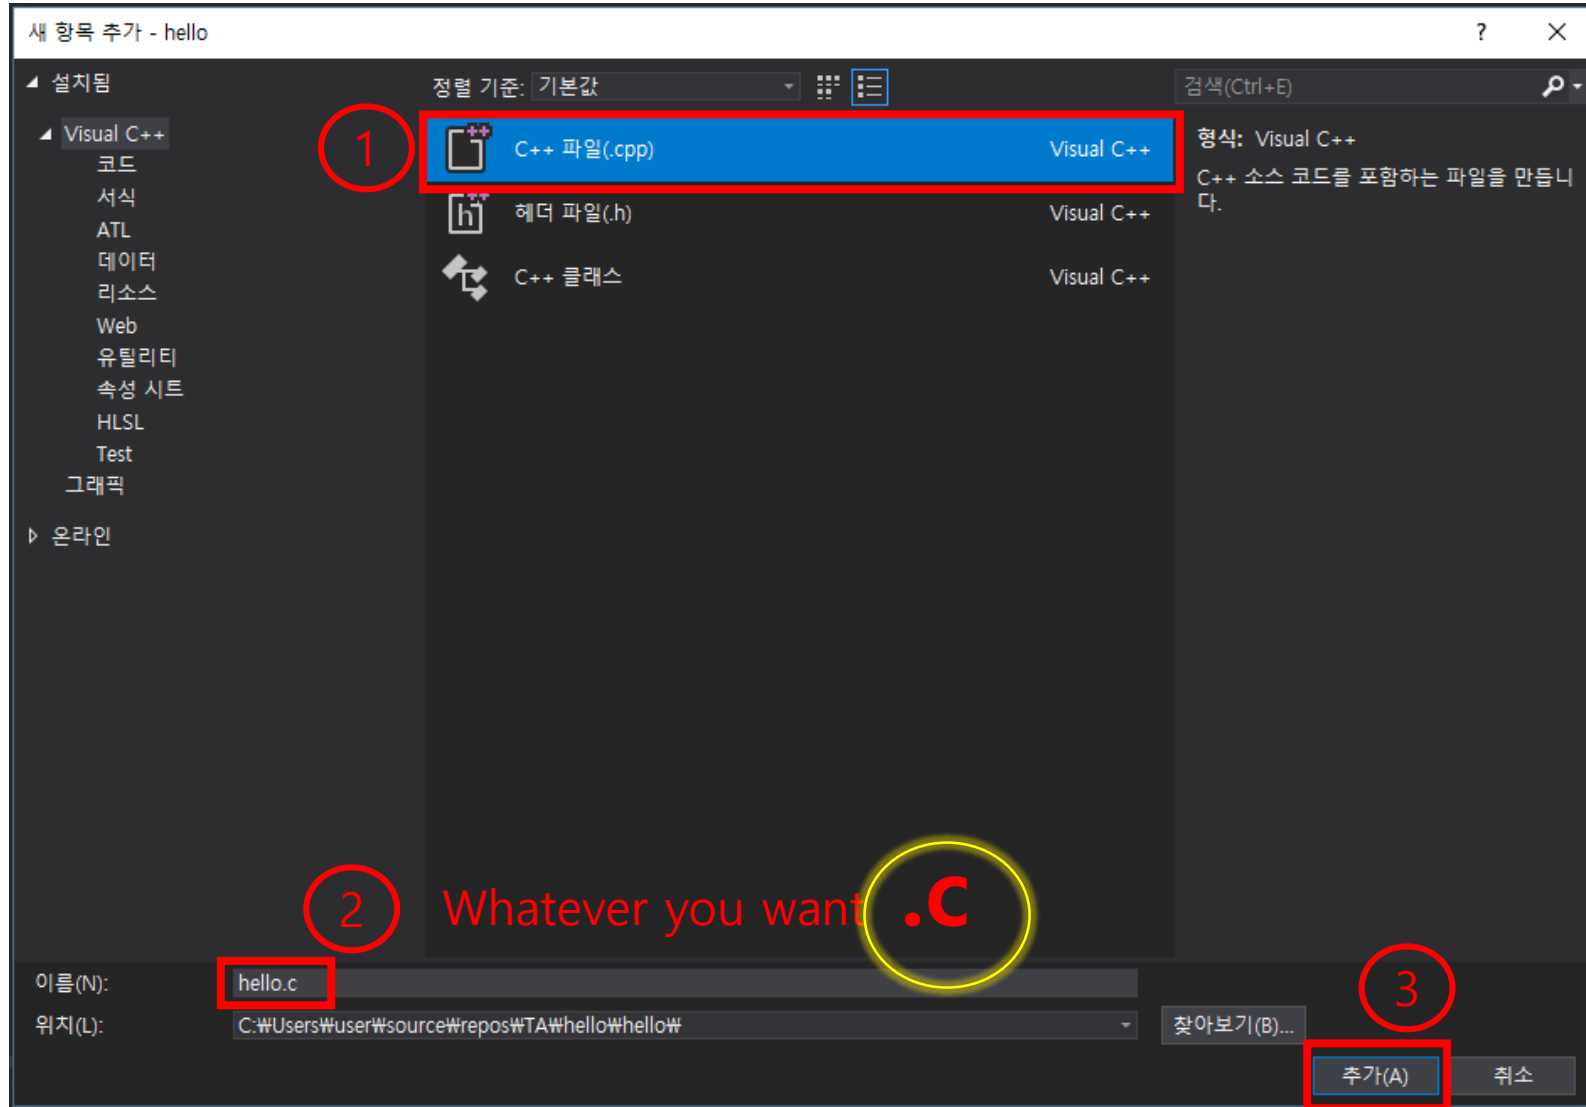 새 항목 추가 - hello
?
설치됨
정렬 기준: 기본값
검색(Ctrl+E)
Visual C++
코드
서식
ATL
데이터
리소스
Web
유틸리티
속성 시트
HLSL
Test
그래픽
온라인
1
C++ 파일(.cpp) Visual C++
헤더 파일(.h) Visual C++
C++ 클래스 Visual C++
형식: Visual C++
C++ 소스 코드를 포함하는 파일을 만듭니
다.
2 Whatever you want .c
이름(N): hello.c
3
위치(L): C:₩Users₩user₩source₩repos₩TA₩hello₩hello₩
찾아보기(B)...
추가(A) 취소